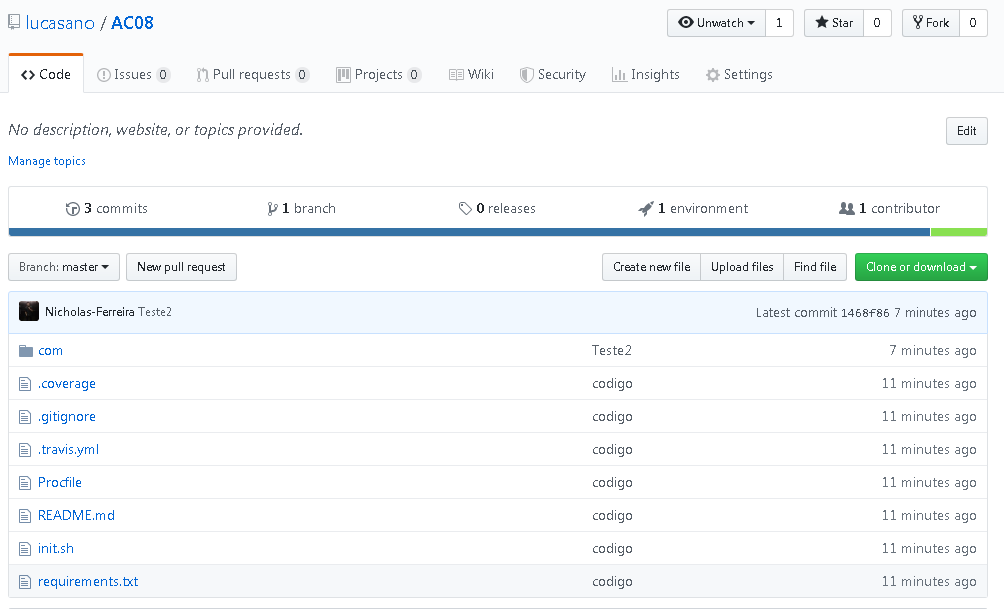 lucasano / AC08 Unwatch 1 Star 0 Fork 0
Code Issues 0 Pull requests 0 Projects 0 Wiki Security Insights Settings
No description, website, or topics provided. Edit
Manage topics
3 commits 1 branch 0 releases 1 environment 1 contributor
Branch: master New pull request Create new file Upload files Find file Clone or download
Nicholas-Ferreira Teste2 Latest commit 1468f86 7 minutes ago
com Teste2 7 minutes ago
.coverage codigo 11 minutes ago
.gitignore codigo 11 minutes ago
.travis.yml codigo 11 minutes ago
Procfile codigo 11 minutes ago
README.md codigo 11 minutes ago
init.sh codigo 11 minutes ago
requirements.txt codigo 11 minutes ago